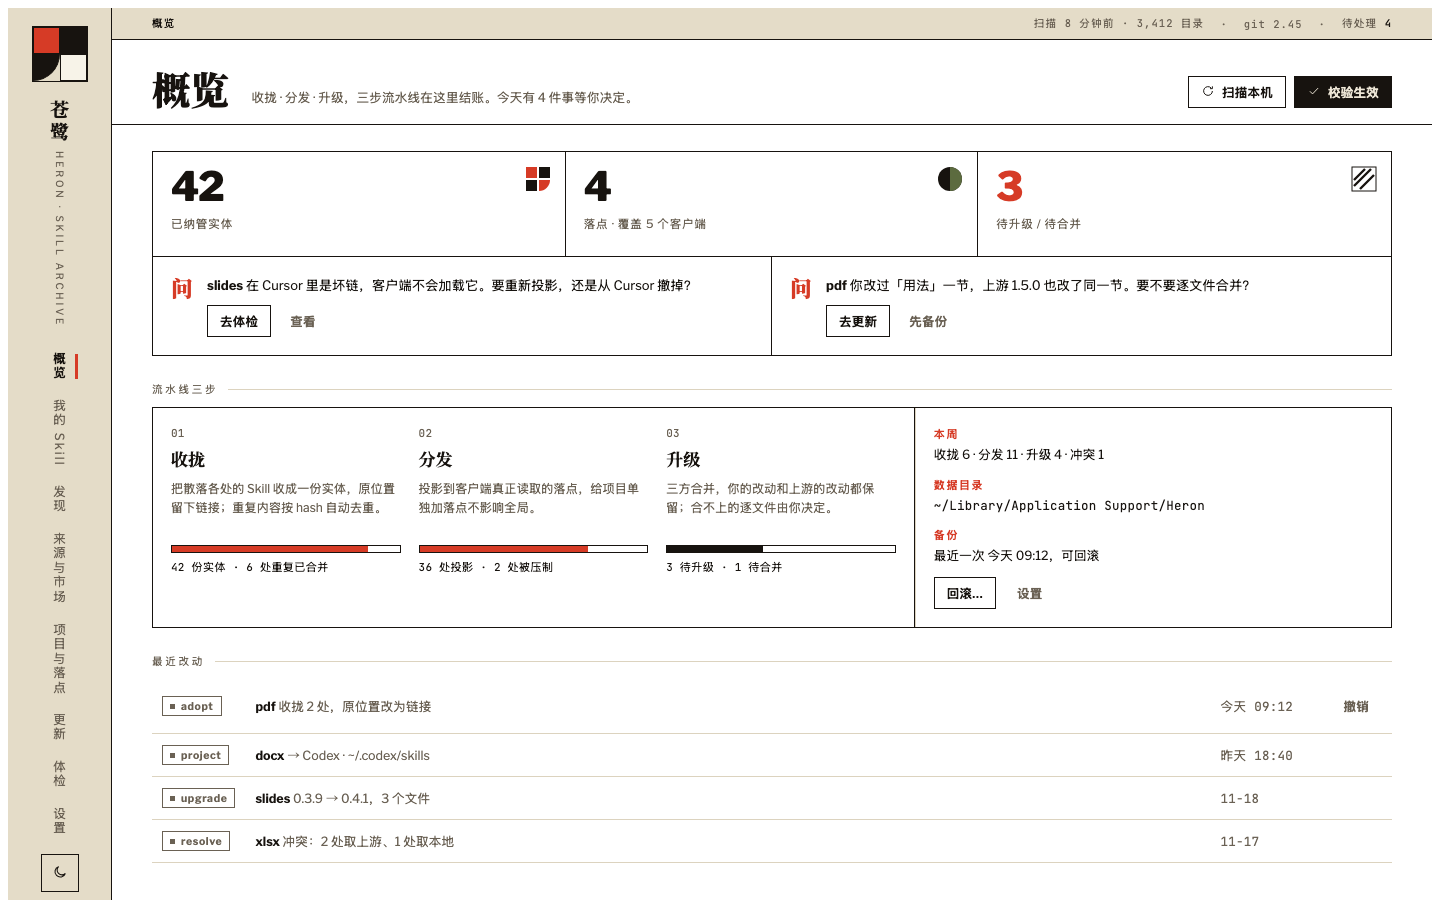 苍鹭
HERON · SKILL ARCHIVE
概览
我的 Skill
发现
来源与市场
项目与落点
更新
体检
设置
概览
扫描 8 分钟前 · 3,412 目录 · git 2.45 · 待处理 4
概览
收拢 · 分发 · 升级，三步流水线在这里结账。今天有 4 件事等你决定。
扫描本机
校验生效
42
已纳管实体
4
落点 · 覆盖 5 个客户端
3
待升级 / 待合并
问
slides 在 Cursor 里是坏链，客户端不会加载它。要重新投影，还是从 Cursor 撤掉？
去体检
查看
问
pdf 你改过「用法」一节，上游 1.5.0 也改了同一节。要不要逐文件合并？
去更新
先备份
流水线三步
01
收拢
把散落各处的 Skill 收成一份实体，原位置
留下链接；重复内容按 hash 自动去重。
42 份实体 · 6 处重复已合并
02
分发
投影到客户端真正读取的落点，给项目单
独加落点不影响全局。
36 处投影 · 2 处被压制
03
升级
三方合并，你的改动和上游的改动都保
留；合不上的逐文件由你决定。
3 待升级 · 1 待合并
本周
收拢 6 · 分发 11 · 升级 4 · 冲突 1
数据目录
~/Library/Application Support/Heron
备份
最近一次 今天 09:12，可回滚
回滚…
设置
最近改动
adopt
pdf 收拢 2 处，原位置改为链接
今天 09:12
撤销
project
docx → Codex · ~/.codex/skills
昨天 18:40
upgrade
slides 0.3.9 → 0.4.1，3 个文件
11-18
resolve
xlsx 冲突：2 处取上游、1 处取本地
11-17